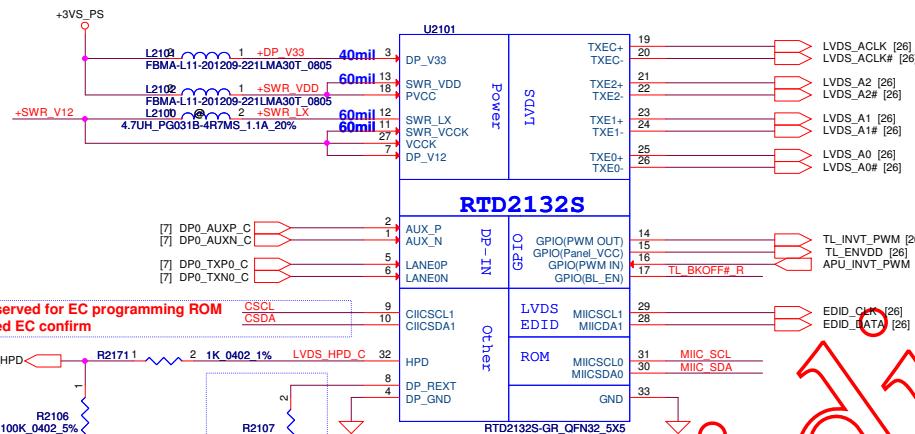 +3VS_PS
U2101
L2101 1 +DP_V33 40mil 3 DP_V33
FBMA-L11-201209-221LMA30T_0805
L2102 1 +SWR_VDD 60mil 13 SWR_VDD
18 PVCC
FBMA-L11-201209-221LMA30T_0805
+SWR_V12 L2100 @ 2 +SWR_LX 60mil 12 SWR_LX
4.7UH_PG031B-4R7MS_1.1A_20% 60mil 11 SWR_VCCK
27 VCCK
7 DP_V12
Power
LVDS
TXEC+ 19 LVDS_ACLK [26]
TXEC- 20 LVDS_ACLK# [26]
TXE2+ 21 LVDS_A2 [26]
TXE2- 22 LVDS_A2# [26]
TXE1+ 23 LVDS_A1 [26]
TXE1- 24 LVDS_A1# [26]
TXE0+ 25 LVDS_A0 [26]
TXE0- 26 LVDS_A0# [26]
RTD2132S
[7] DP0_AUXP_C 2 AUX_P
[7] DP0_AUXN_C 1 AUX_N
[7] DP0_TXP0_C 5 LANE0P
[7] DP0_TXN0_C 6 LANE0N
DP-IN
GPIO
GPIO(PWM OUT) 14 TL_INVT_PWM
GPIO(Panel_VCC) 15 TL_ENVDD [26]
GPIO(PWM IN) 16 APU_INVT_PWM
GPIO(BL_EN) 17 TL_BKOFF#_R
served for EC programming ROM
ed EC confirm
CSCL 9 CIICSCL1
CSDA 10 CIICSDA1
Other
LVDS
EDID
MIICSCL1 29 EDID_CLK [26]
MIICDA1 28 EDID_DATA [26]
HPD R2171 1 2 1K_0402_1% LVDS_HPD_C 32 HPD
ROM
MIICSCL0 31 MIIC_SCL
MIICSDA0 30 MIIC_SDA
8 DP_REXT
4 DP_GND
GND 33
1
R2106
100K_0402_5%
2
R2107
RTD2132S-GR_QFN32_5X5